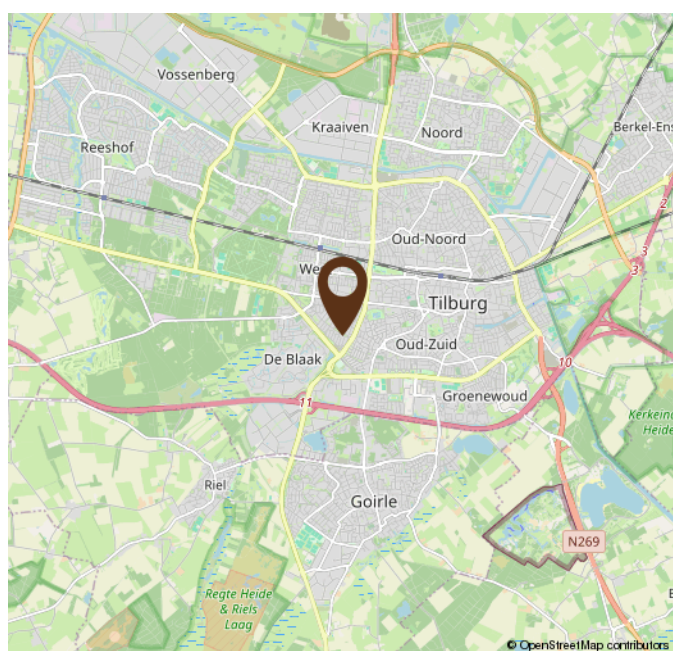 Vossenberg
Kraaiven
Noord
Berkel-Ens
Reeshof
2
Oud-Noord
3
3
We
Tilburg
Oud-Zuid
De Blaak
10
Groenewoud
11
Kerkeind
Heide
Riel
Goirle
N269
Regte Heide
& Riels
Laag
B
© OpenStreetMap contributors